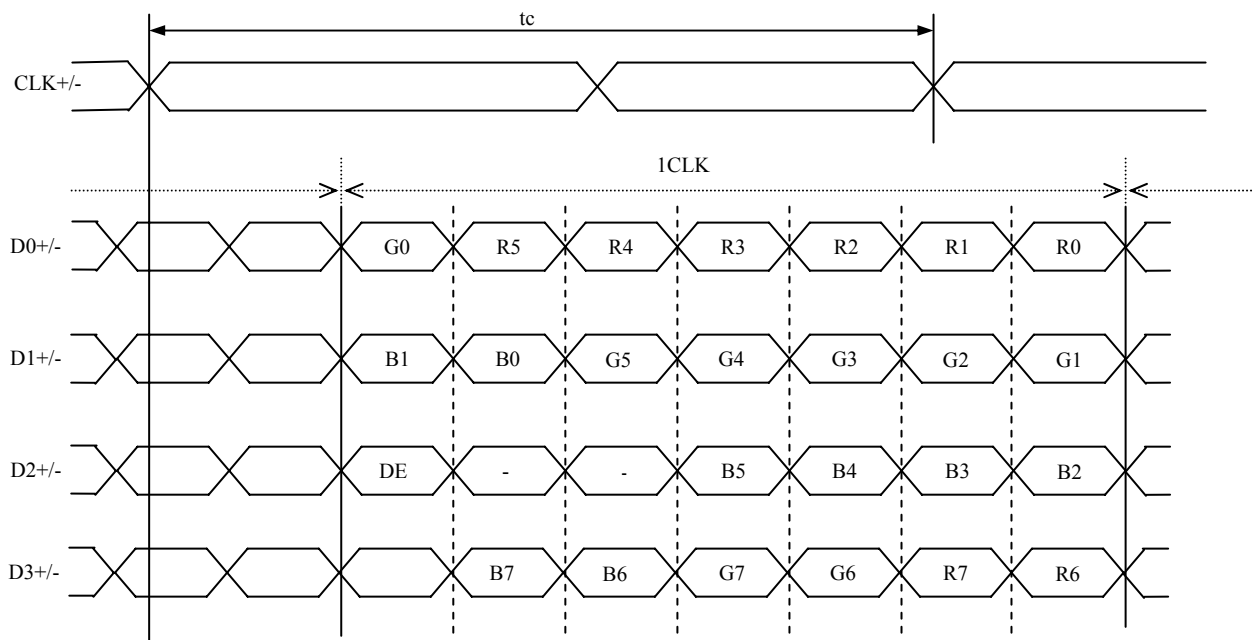 tc
CLK+/-
1CLK
D0+/- G0 R5 R4 R3 R2 R1 R0
D1+/- B1 B0 G5 G4 G3 G2 G1
D2+/- DE - - B5 B4 B3 B2
D3+/- B7 B6 G7 G6 R7 R6